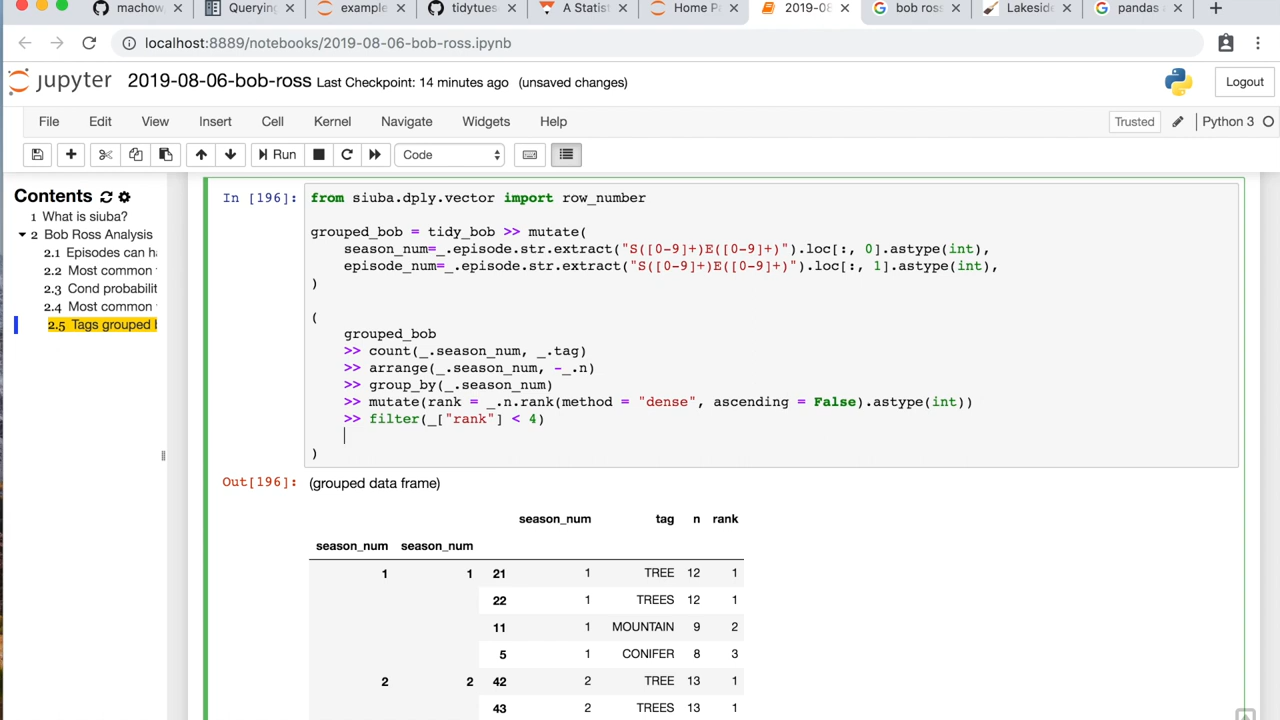 machow,
Querying
example
tidytues
A Statist
Home P
2019-08
bob ros
Lakeside
pandas
localhost:8889/notebooks/2019-08-06-bob-ross.ipynb
jupyter 2019-08-06-bob-ross Last Checkpoint: 14 minutes ago (unsaved changes)
Logout
File Edit View Insert Cell Kernel Navigate Widgets Help
Trusted
Python 3
Run
Code
Contents
1 What is siuba?
2 Bob Ross Analysis
2.1 Episodes can ha
2.2 Most common
2.3 Cond probabilit
2.4 Most common
2.5 Tags grouped b
In [196]:
from siuba.dply.vector import row_number
grouped_bob = tidy_bob >> mutate(
    season_num=_.episode.str.extract("S([0-9]+)E([0-9]+)").loc[:, 0].astype(int),
    episode_num=_.episode.str.extract("S([0-9]+)E([0-9]+)").loc[:, 1].astype(int),
)
(
    grouped_bob
    >> count(_.season_num, _.tag)
    >> arrange(_.season_num, -_.n)
    >> group_by(_.season_num)
    >> mutate(rank = _.n.rank(method = "dense", ascending = False).astype(int))
    >> filter(_["rank"] < 4)
)
Out[196]: (grouped data frame)
season_num tag n rank
season_num season_num
1 1 21 1 TREE 12 1
22 1 TREES 12 1
11 1 MOUNTAIN 9 2
5 1 CONIFER 8 3
2 2 42 2 TREE 13 1
43 2 TREES 13 1